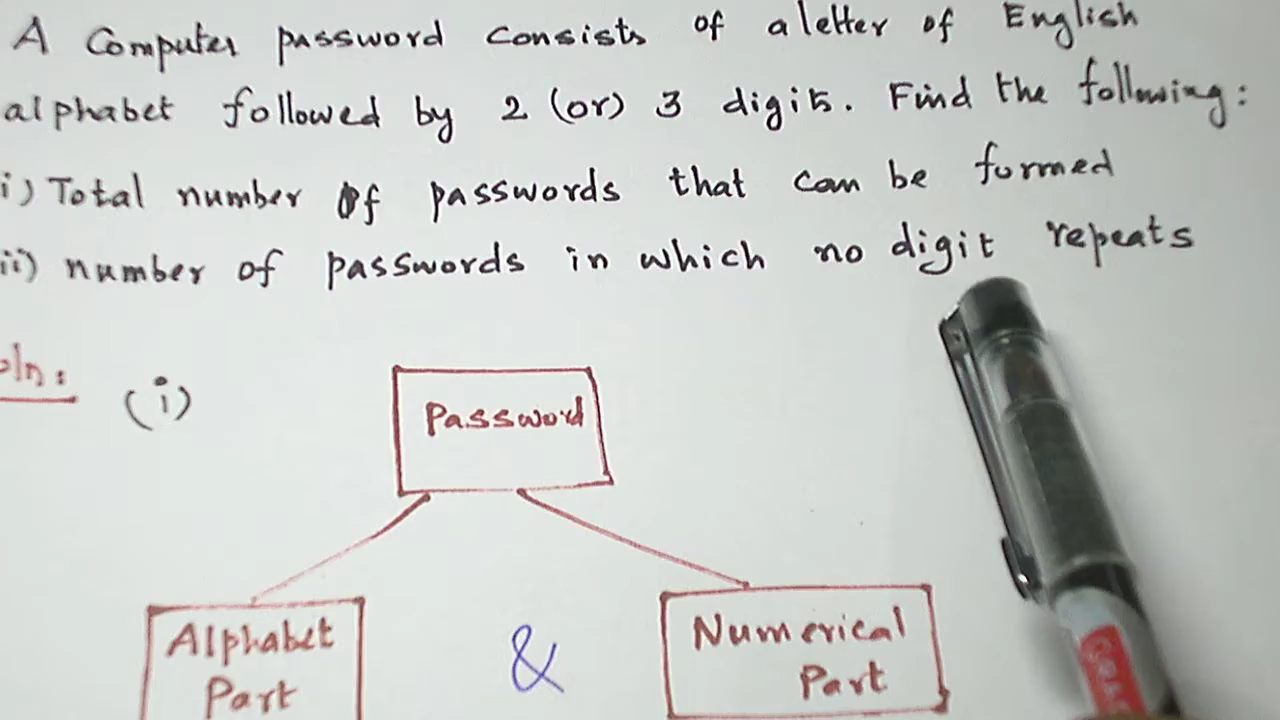 A Computer password consists of a letter of English
alphabet followed by 2 (or) 3 digits. Find the following:
i) Total number of passwords that can be formed
ii) number of passwords in which no digit repeats
oln:
(i)
Password
Alphabet
Part
&
Numerical
Part